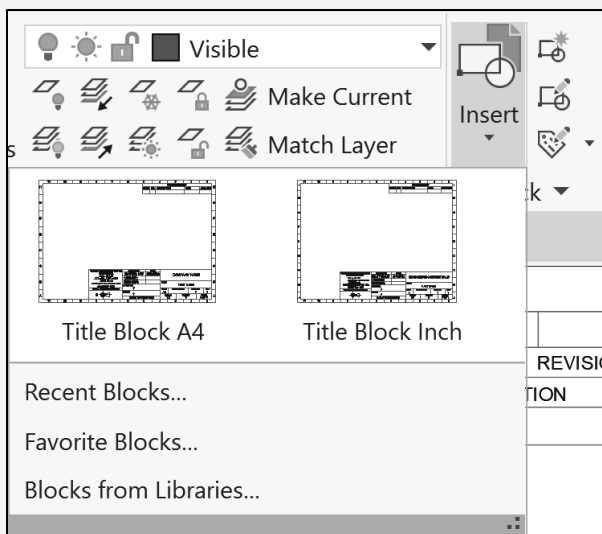 Visible
Make Current
Insert
s
Match Layer
k
Title Block A4
Title Block Inch
REVISIO
TION
Recent Blocks...
Favorite Blocks...
Blocks from Libraries...